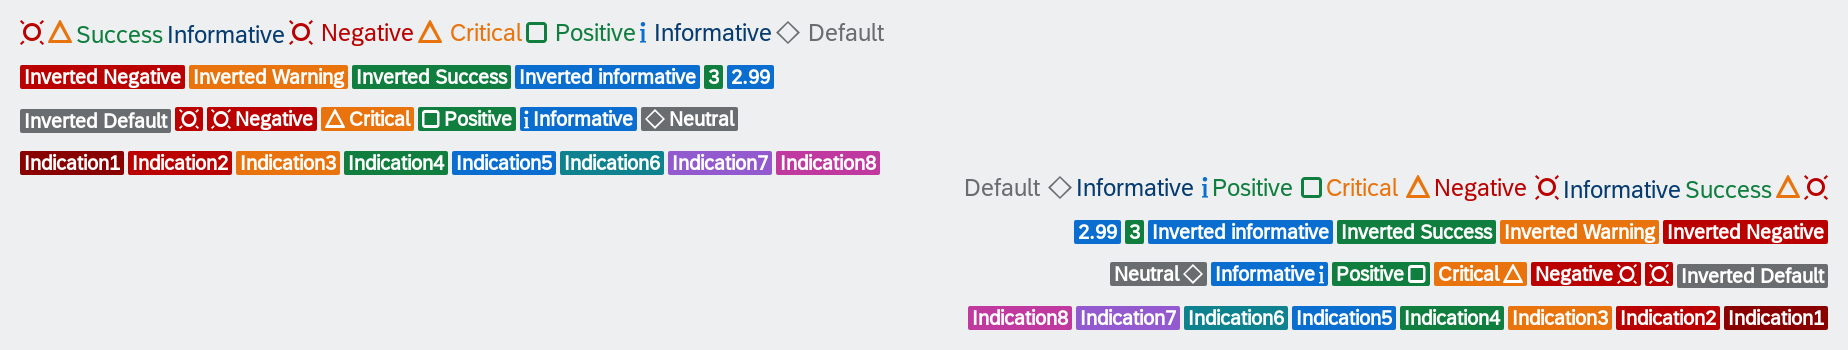 Success Informative Negative Critical Positive Informative Default
Inverted Negative Inverted Warning Inverted Success Inverted informative 3 2.99
Inverted Default Negative Critical Positive Informative Neutral
Indication1 Indication2 Indication3 Indication4 Indication5 Indication6 Indication7 Indication8
Default Informative Positive Critical Negative Informative Success
2.99 3 Inverted informative Inverted Success Inverted Warning Inverted Negative
Neutral Informative Positive Critical Negative Inverted Default
Indication8 Indication7 Indication6 Indication5 Indication4 Indication3 Indication2 Indication1